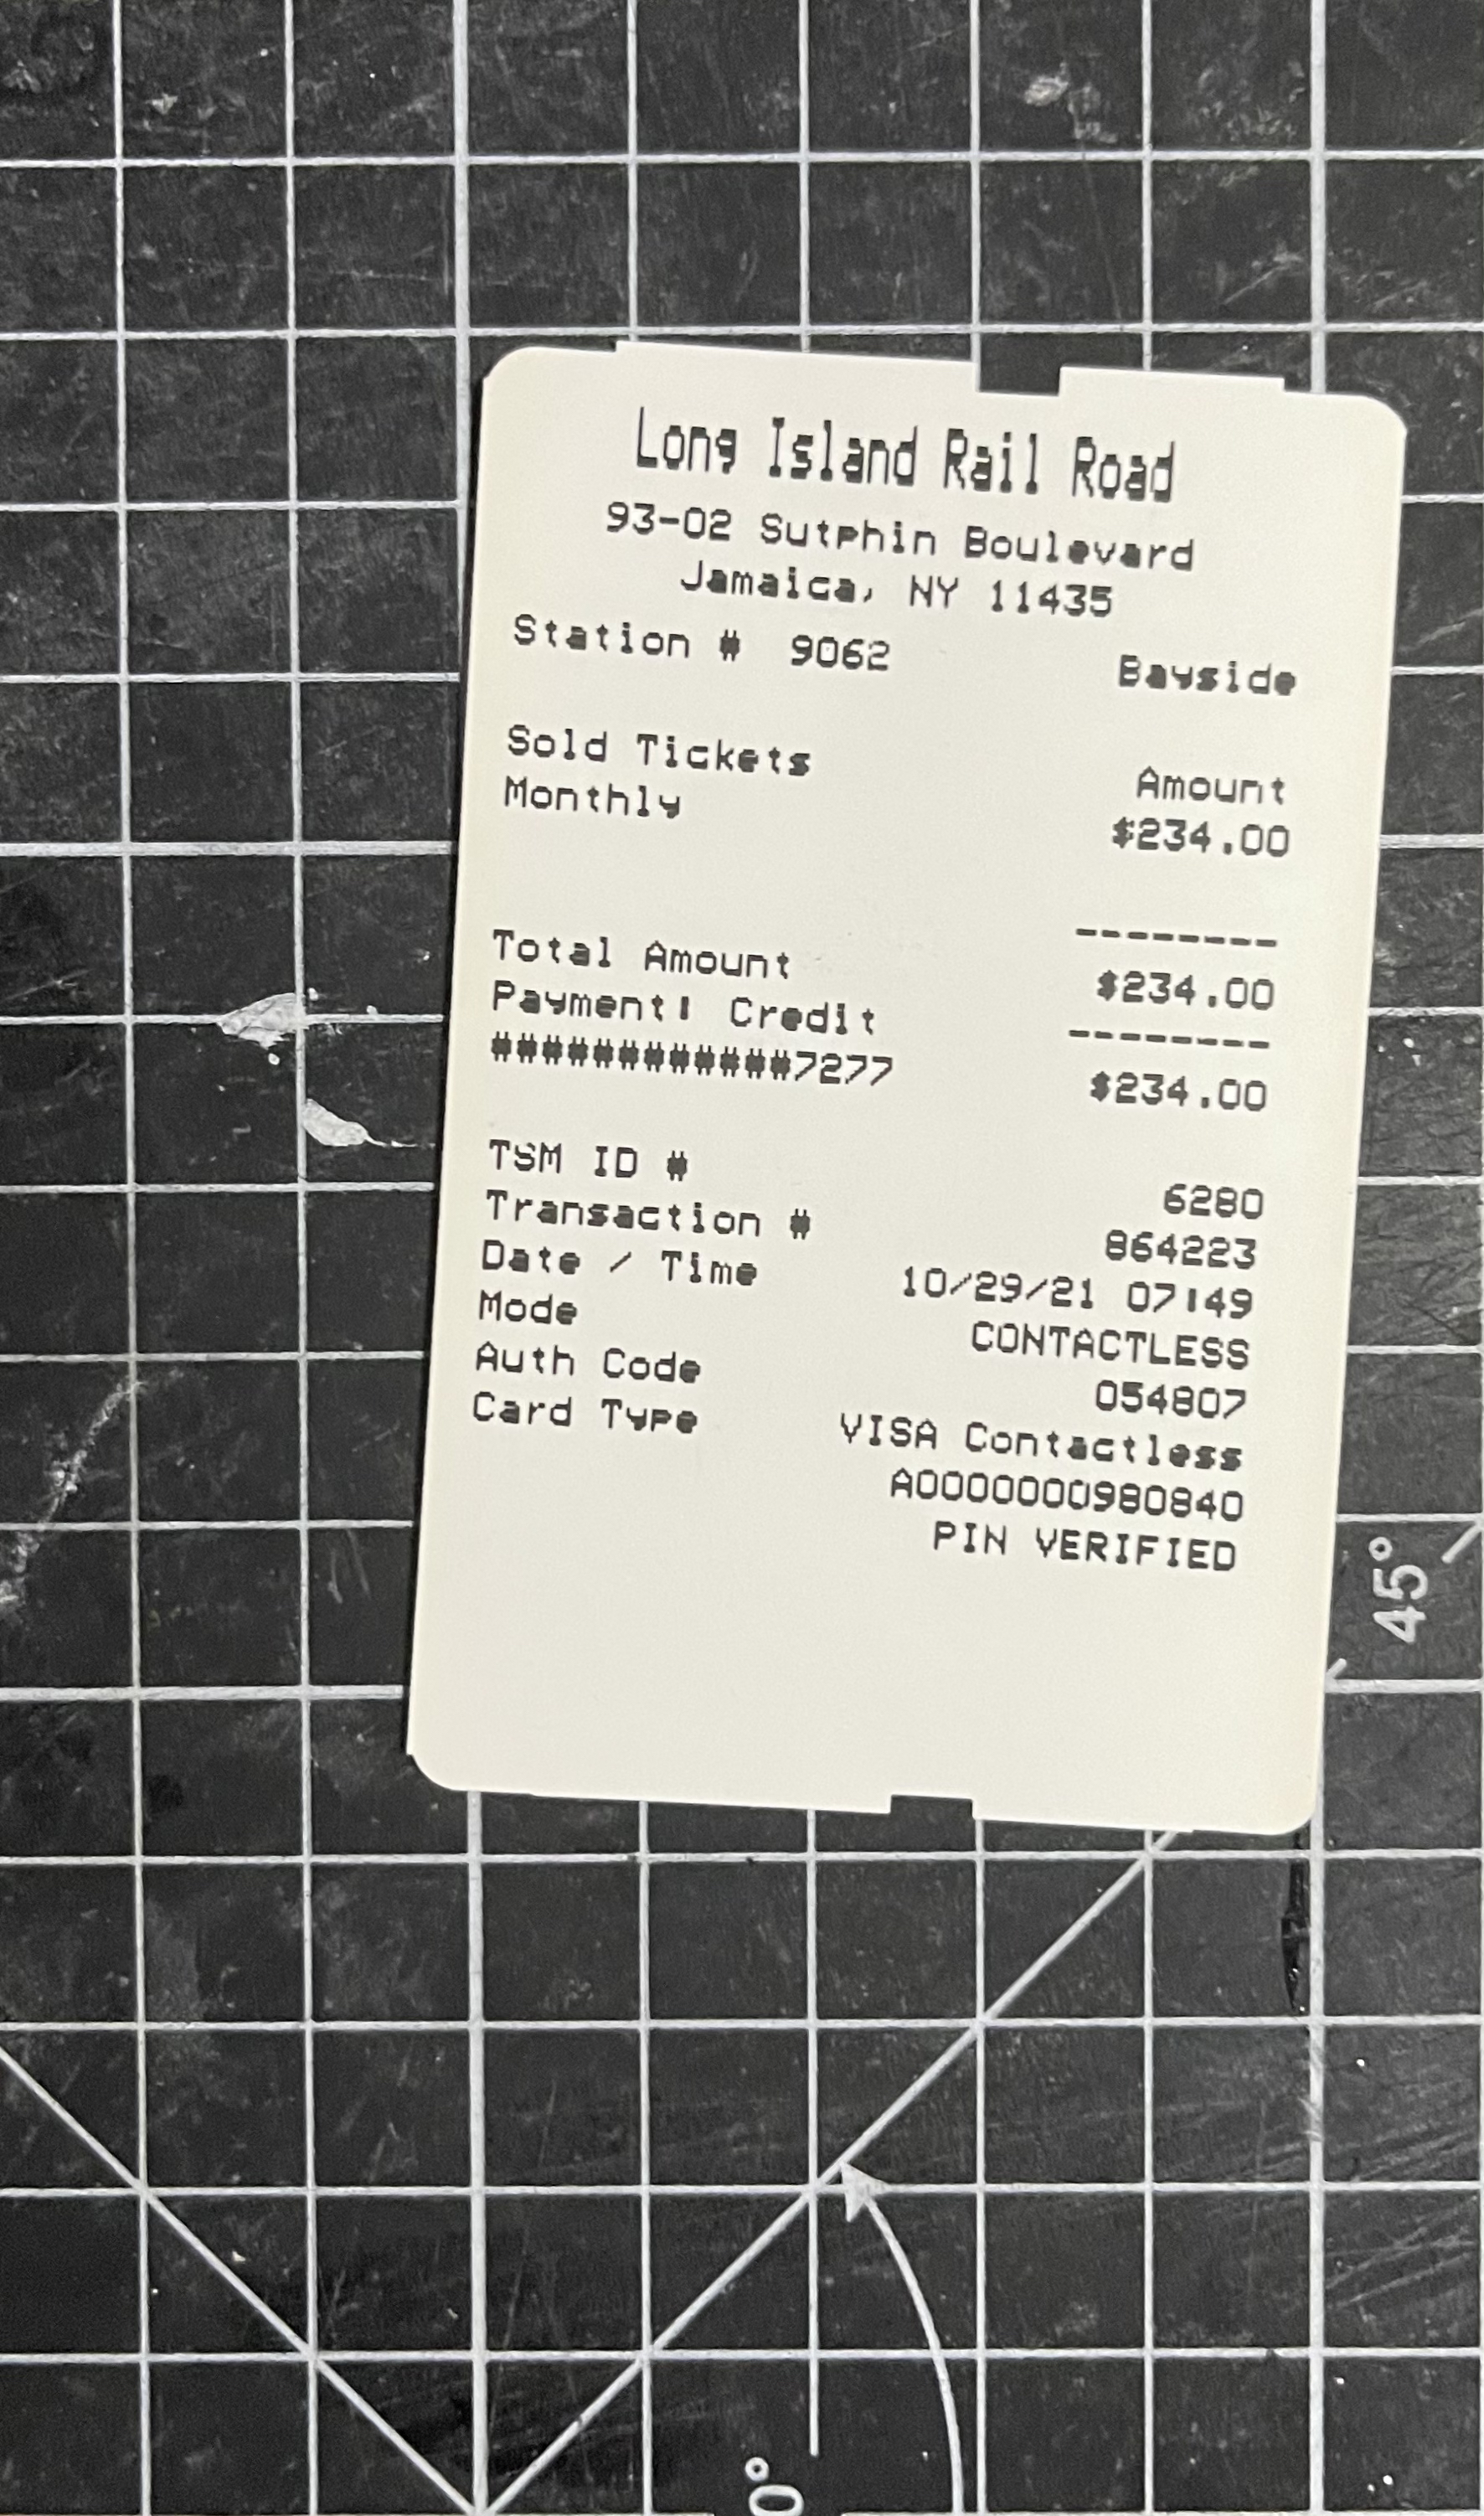 Long Island Rail Road
93-02 Sutphin Boulevard
Jamaica, NY 11435
Station # 9062 Bayside
Sold Tickets Amount
Monthly $234.00
--------
Total Amount $234.00
--------
Payment: Credit
############7277 $234.00
TSM ID # 6280
Transaction # 864223
Date / Time 10/29/21 07:49
Mode CONTACTLESS
Auth Code 054807
Card Type VISA Contactless
A0000000980840
PIN VERIFIED
45°
0°